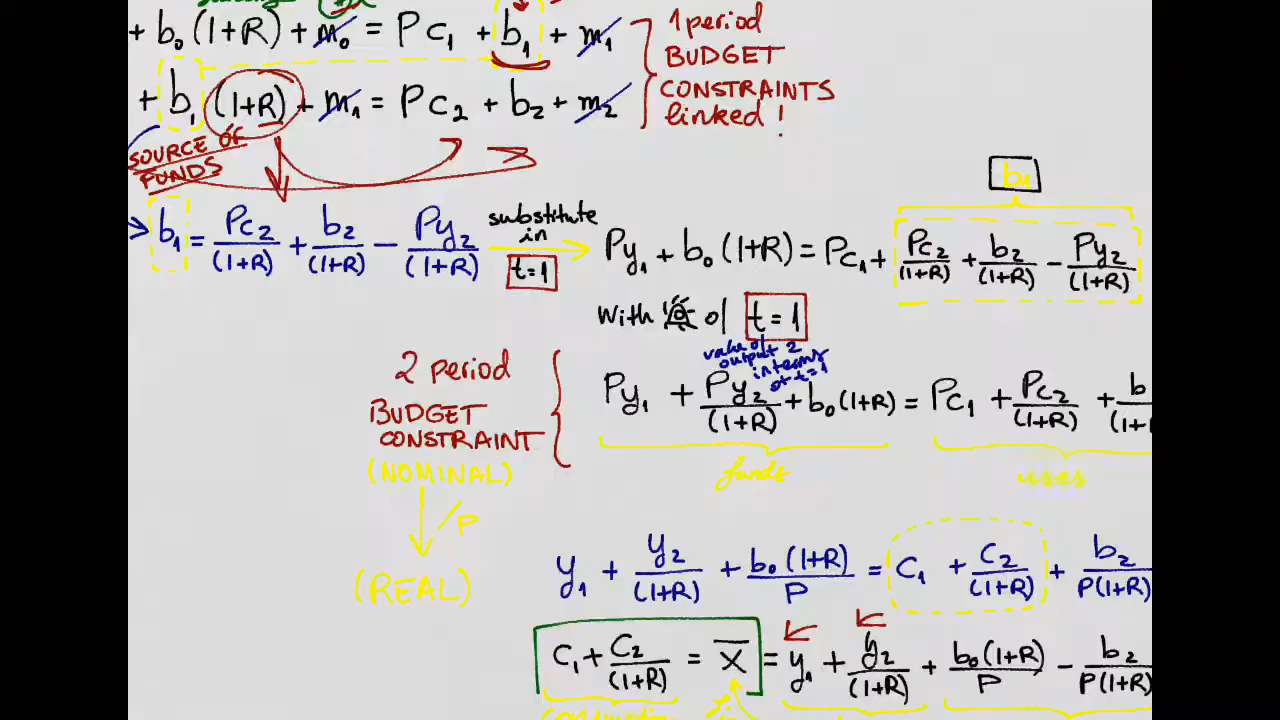 + b₀ (1+R) + m₀ = Pc₁ + b₁ + m₁
1 period
BUDGET
CONSTRAINTS
linked !
+ b₁ (1+R) + m₁ = Pc₂ + b₂ + m₂
SOURCE OF
FUNDS
b₁
b₁ = Pc₂/(1+R) + b₂/(1+R) − Py₂/(1+R)
substitute
in
t=1
Py₁ + b₀ (1+R) = Pc₁ + Pc₂/(1+R) + b₂/(1+R) − Py₂/(1+R)
With of t = 1
value of
output 2
in terms
of t=1
2 period
BUDGET
CONSTRAINT
(NOMINAL)
Py₁ + Py₂/(1+R) + b₀(1+R) = Pc₁ + Pc₂/(1+R) +
funds
uses
/P
(REAL)
y₁ + y₂/(1+R) + b₀(1+R)/P = C₁ + C₂/(1+R) + b₂/P(1+R)
C₁ + C₂/(1+R) = X̄ = y₁ + y₂/(1+R) + b₀(1+R)/P − b₂/P(1+R)